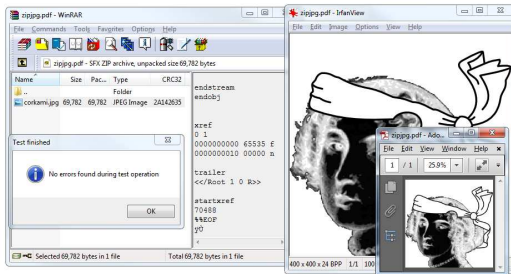 zipjpg.pdf - WinRAR
File Commands Tools Favorites Options Help
zipjpg.pdf - SFX ZIP archive, unpacked size 69,782 bytes
Name Size Pac... Type CRC32
.. Folder
corkami.jpg 69,782 69,782 JPEG Image 2A142635
endstream
endobj
xref
0 1
0000000000 65535 f
0000000010 00000 n
trailer
<</Root 1 0 R>>
startxref
70488
%%EOF
ÿÙ
Test finished
No errors found during test operation
OK
Selected 69,782 bytes in 1 file
Total 69,782 bytes in 1 file
zipjpg.pdf - IrfanView
File Edit Image Options View Help
zipjpg.pdf - Ado...
File Edit View Window Help
1 / 1 25.9%
400 x 400 x 24 BPP 1/1 100